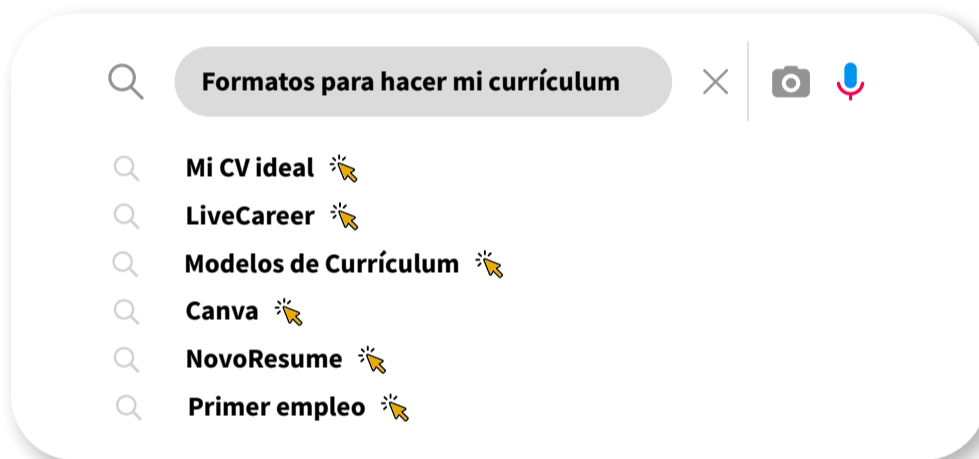 Formatos para hacer mi currículum
Mi CV ideal
LiveCareer
Modelos de Currículum
Canva
NovoResume
Primer empleo